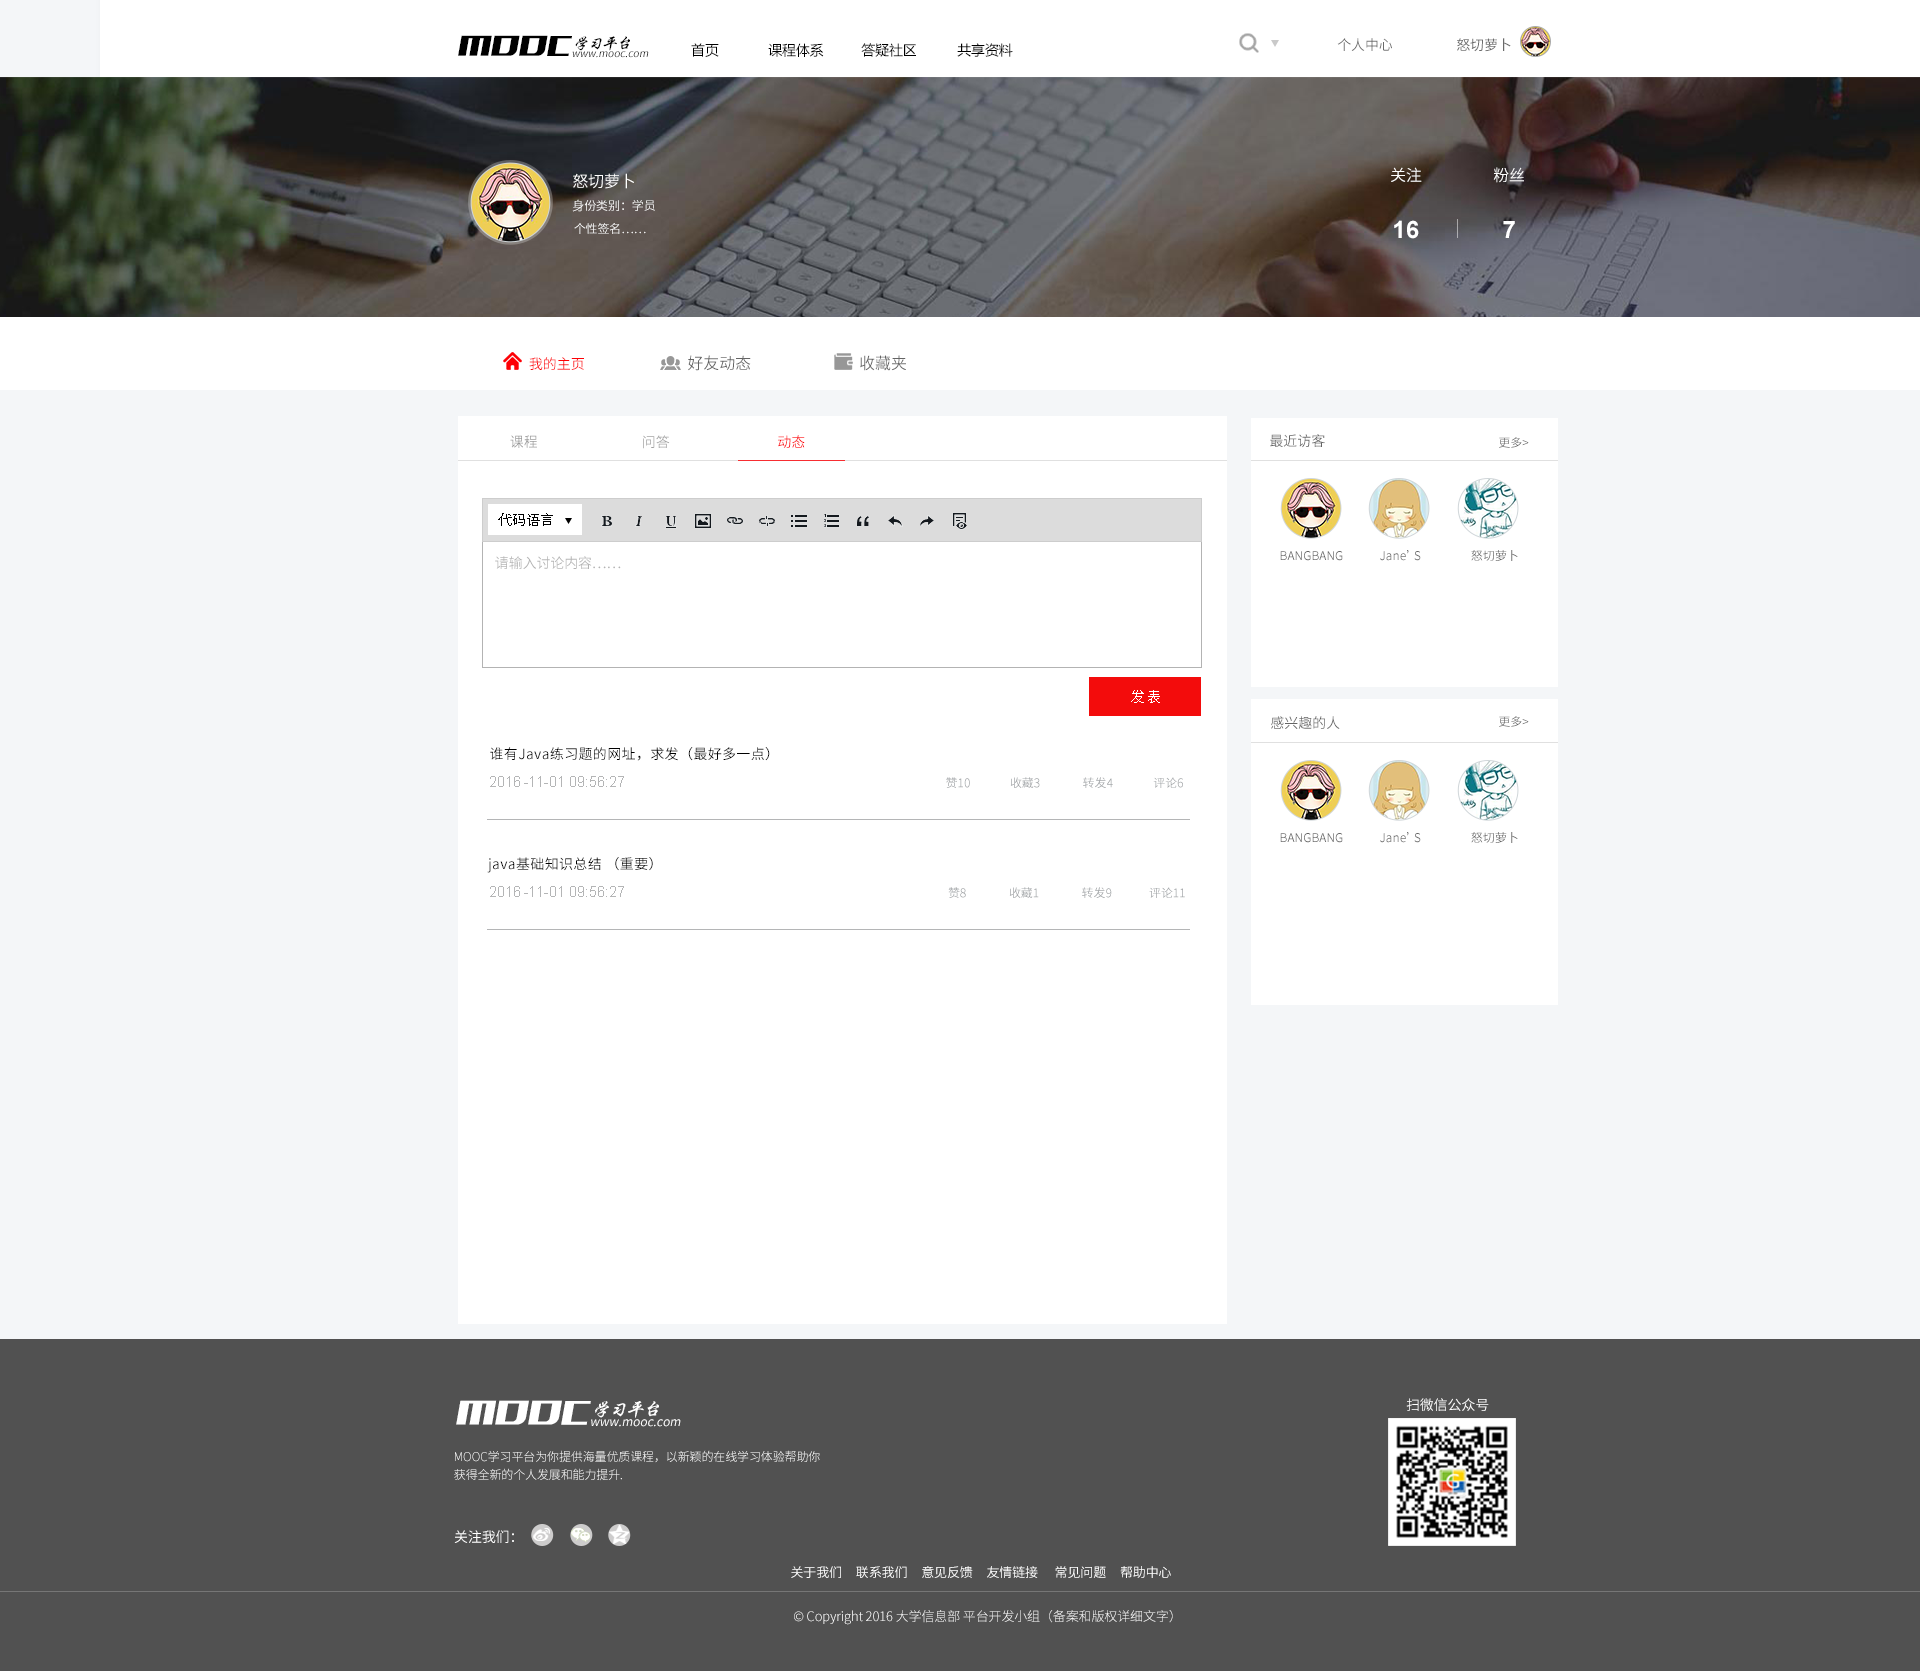 MOOC学习平台
www.mooc.com
首页 课程体系 答疑社区 共享资料
个人中心 怒切萝卜
怒切萝卜
身份类别：学员
个性签名……
关注 粉丝
16 7
我的主页 好友动态 收藏夹
课程 问答 动态
代码语言
B I U
请输入讨论内容……
发表
谁有Java练习题的网址，求发（最好多一点）
2016-11-01 09:56:27
赞10 收藏3 转发4 评论6
java基础知识总结 （重要）
2016-11-01 09:56:27
赞8 收藏1 转发9 评论11
最近访客 更多>
BANGBANG Jane’ S 怒切萝卜
感兴趣的人 更多>
BANGBANG Jane’ S 怒切萝卜
MOOC学习平台
www.mooc.com
MOOC学习平台为你提供海量优质课程，以新颖的在线学习体验帮助你
获得全新的个人发展和能力提升.
关注我们：
扫微信公众号
关于我们 联系我们 意见反馈 友情链接 常见问题 帮助中心
© Copyright 2016 大学信息部 平台开发小组（备案和版权详细文字）